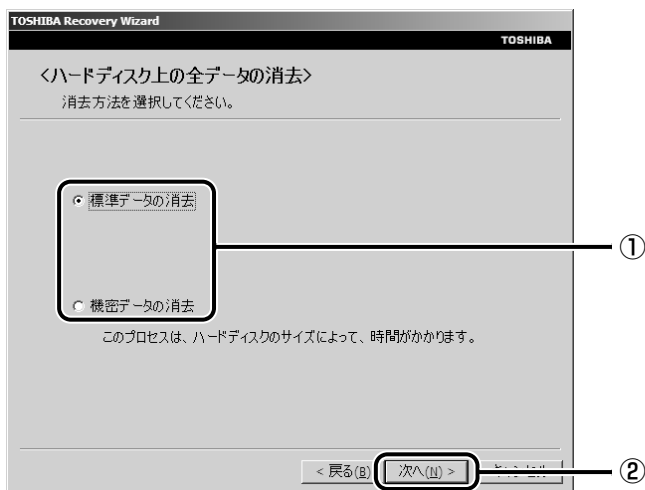 TOSHIBA Recovery Wizard
TOSHIBA
<ハードディスク上の全データの消去>
消去方法を選択してください。
標準データの消去
①
機密データの消去
このプロセスは、ハードディスクのサイズによって、時間がかかります。
< 戻る(B) 次へ(N) >
②